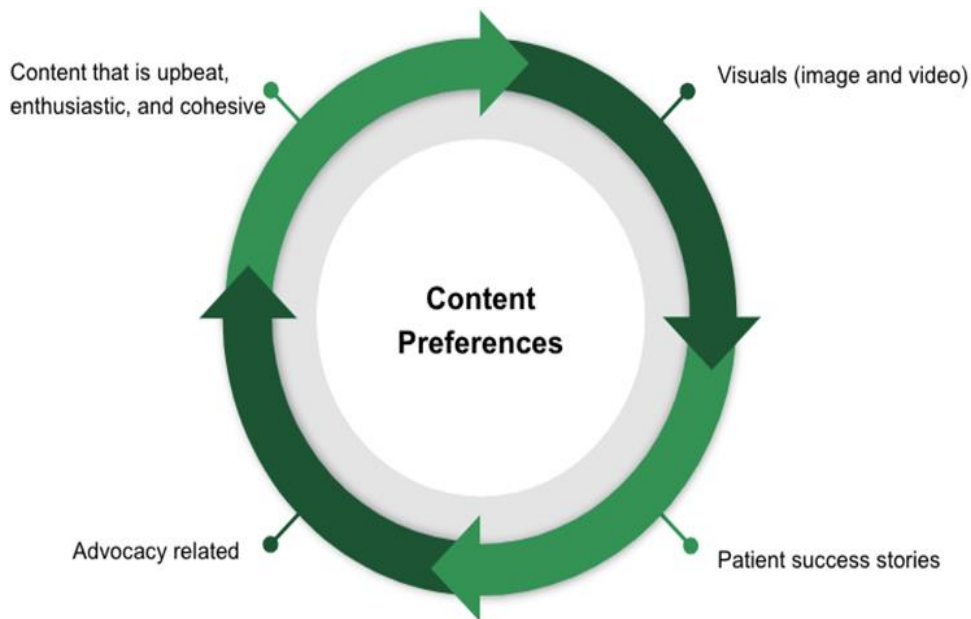 Content that is upbeat,
enthusiastic, and cohesive
Visuals (image and video)
Content
Preferences
Advocacy related
Patient success stories